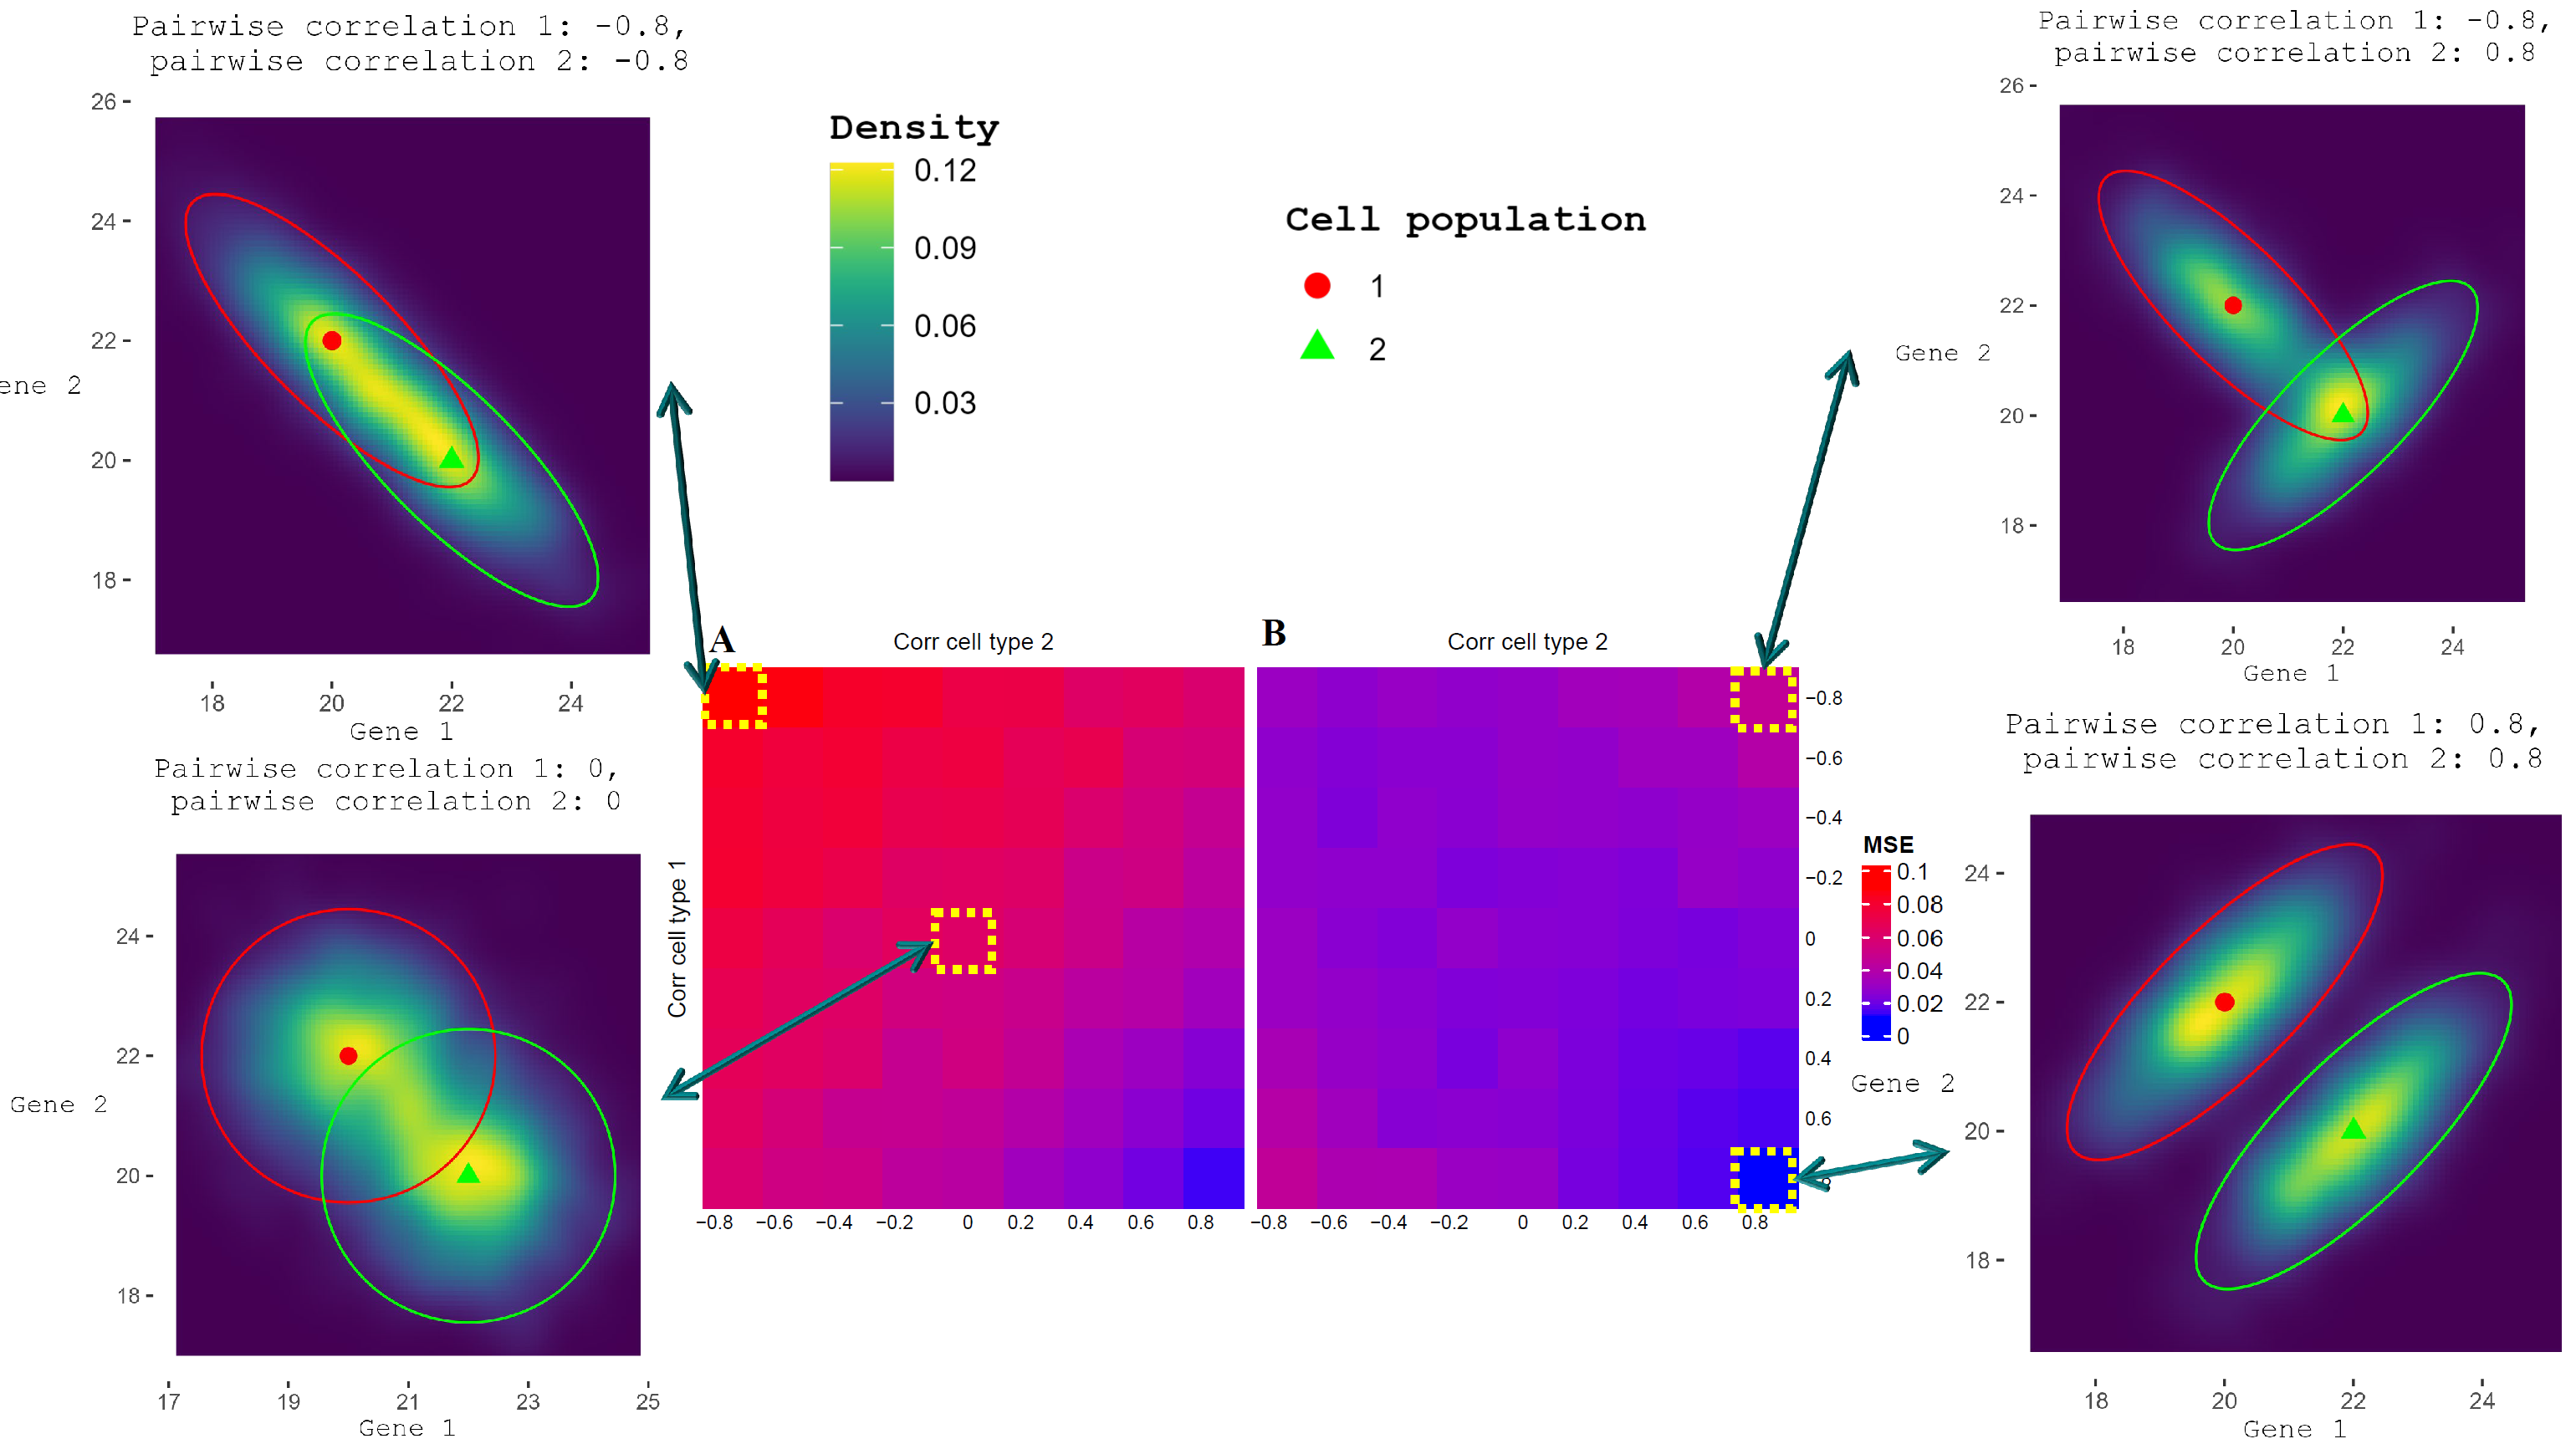 Pairwise correlation 1: -0.8,
pairwise correlation 2: -0.8
26
24
22
20
18
ene 2
18 20 22 24
Gene 1
Density
0.12
0.09
0.06
0.03
Cell population
1
2
Pairwise correlation 1: -0.8,
pairwise correlation 2: 0.8
26
24
22
20
18
Gene 2
18 20 22 24
Gene 1
Pairwise correlation 1: 0,
pairwise correlation 2: 0
24
22
20
18
Gene 2
17 19 21 23 25
Gene 1
A
Corr cell type 2
Corr cell type 1
−0.8 −0.6 −0.4 −0.2 0 0.2 0.4 0.6 0.8
B
Corr cell type 2
−0.8
−0.6
−0.4
−0.2
0
0.2
0.4
0.6
−0.8 −0.6 −0.4 −0.2 0 0.2 0.4 0.6 0.8
MSE
0.1
0.08
0.06
0.04
0.02
0
Pairwise correlation 1: 0.8,
pairwise correlation 2: 0.8
24
22
20
18
Gene 2
18 20 22 24
Gene 1